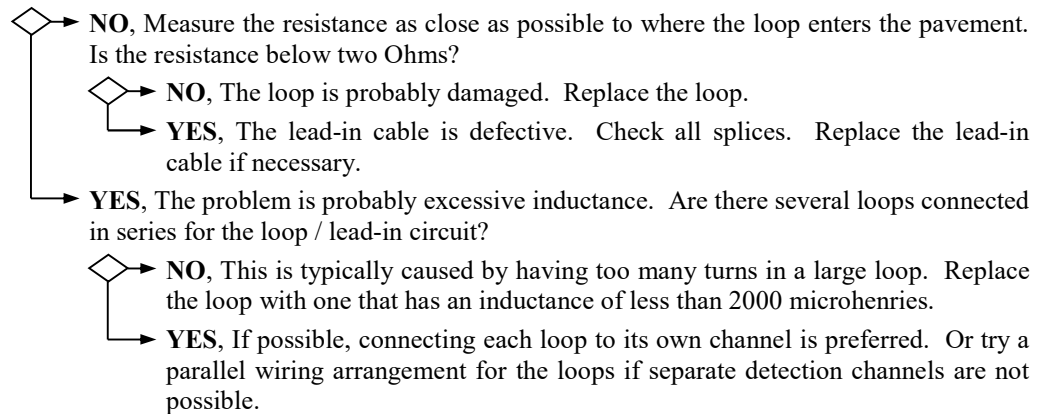 NO, Measure the resistance as close as possible to where the loop enters the pavement.
Is the resistance below two Ohms?
NO, The loop is probably damaged. Replace the loop.
YES, The lead-in cable is defective. Check all splices. Replace the lead-in
cable if necessary.
YES, The problem is probably excessive inductance. Are there several loops connected
in series for the loop / lead-in circuit?
NO, This is typically caused by having too many turns in a large loop. Replace
the loop with one that has an inductance of less than 2000 microhenries.
YES, If possible, connecting each loop to its own channel is preferred. Or try a
parallel wiring arrangement for the loops if separate detection channels are not
possible.